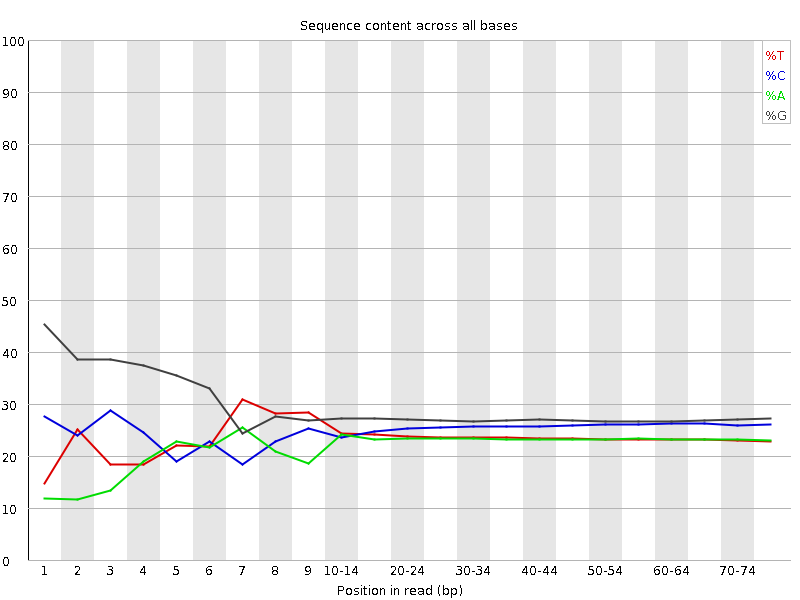 Sequence content across all bases
100
90
80
70
60
50
40
30
20
10
0
%T
%C
%A
%G
1 2 3 4 5 6 7 8 9 10-14 20-24 30-34 40-44 50-54 60-64 70-74
Position in read (bp)